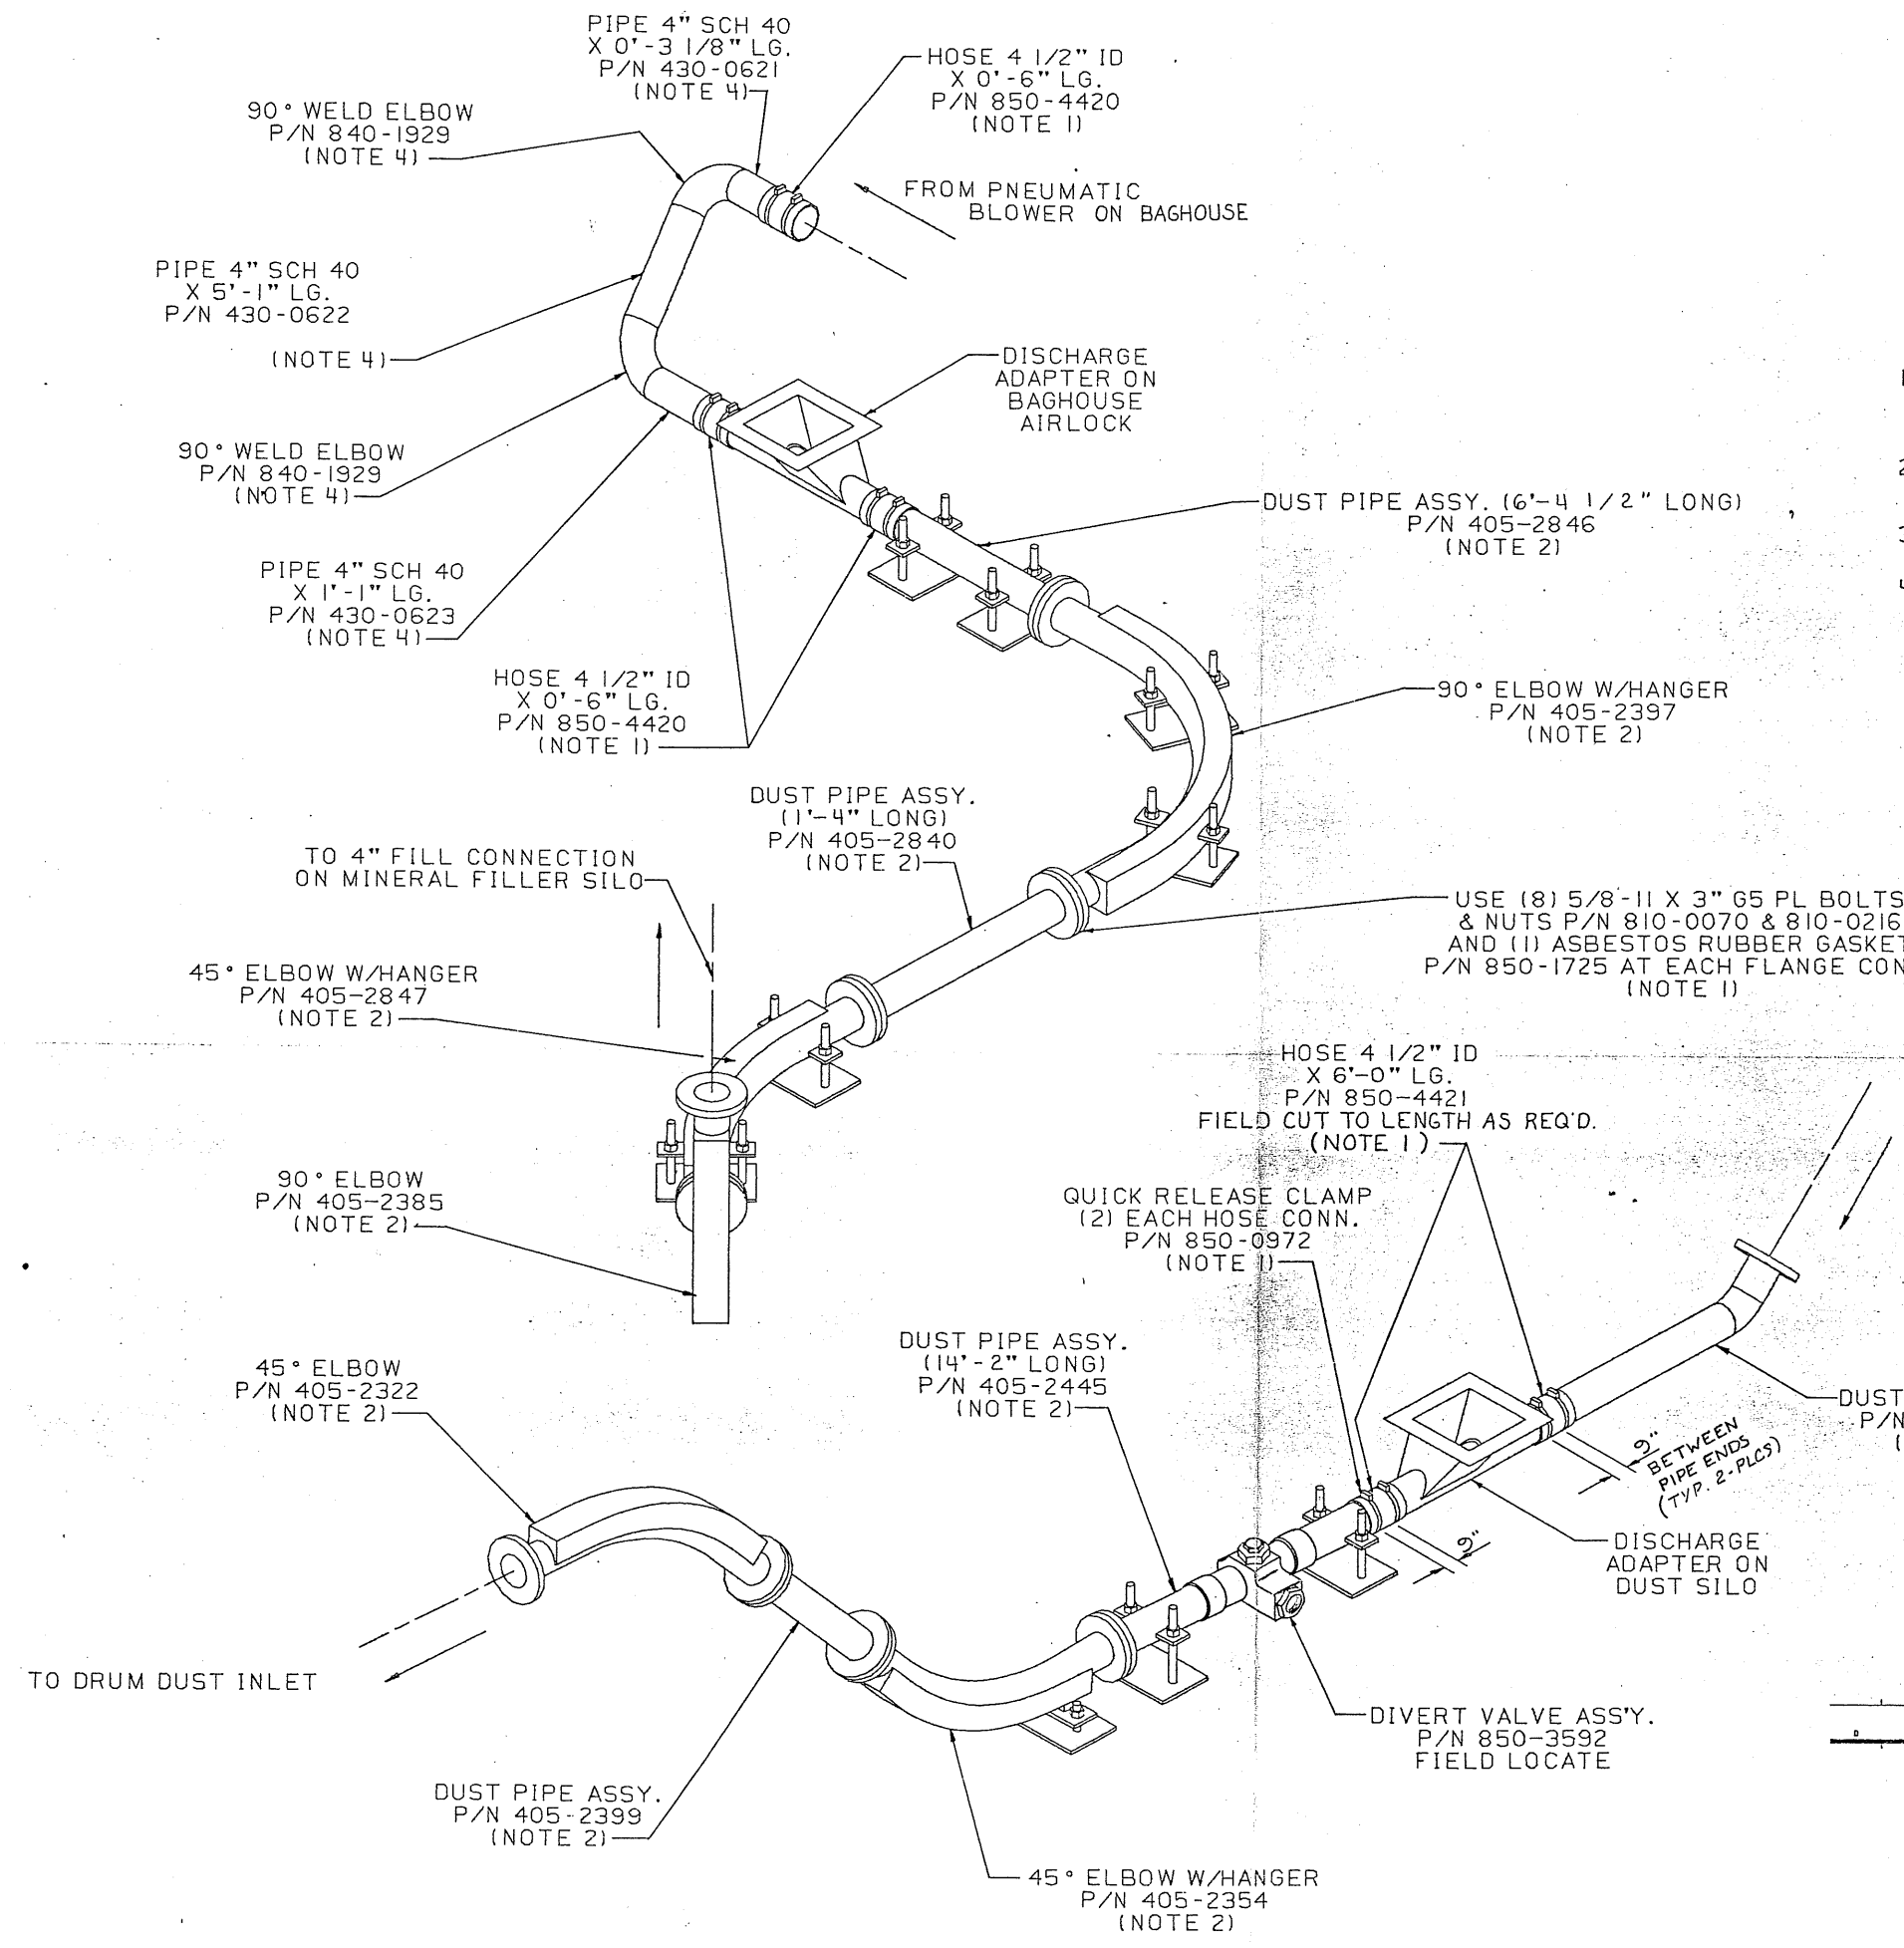 PIPE 4" SCH 40
X 0'-3 1/8" LG.
P/N 430-0621
(NOTE 4)
HOSE 4 1/2" ID
X 0'-6" LG.
P/N 850-4420
(NOTE 1)
90° WELD ELBOW
P/N 840-1929
(NOTE 4)
FROM PNEUMATIC
BLOWER ON BAGHOUSE
PIPE 4" SCH 40
X 5'-1" LG.
P/N 430-0622
(NOTE 4)
DISCHARGE
ADAPTER ON
BAGHOUSE
AIRLOCK
90° WELD ELBOW
P/N 840-1929
(NOTE 4)
DUST PIPE ASSY. (6'-4 1/2" LONG)
P/N 405-2846
(NOTE 2)
PIPE 4" SCH 40
X 1'-1" LG.
P/N 430-0623
(NOTE 4)
HOSE 4 1/2" ID
X 0'-6" LG.
P/N 850-4420
(NOTE 1)
90° ELBOW W/HANGER
P/N 405-2397
(NOTE 2)
DUST PIPE ASSY.
(1'-4" LONG)
P/N 405-2840
(NOTE 2)
TO 4" FILL CONNECTION
ON MINERAL FILLER SILO
USE (8) 5/8-11 X 3" G5 PL BOLTS
& NUTS P/N 810-0070 & 810-0216
AND (1) ASBESTOS RUBBER GASKET
P/N 850-1725 AT EACH FLANGE CON
(NOTE 1)
45° ELBOW W/HANGER
P/N 405-2847
(NOTE 2)
HOSE 4 1/2" ID
X 6'-0" LG.
P/N 850-4421
FIELD CUT TO LENGTH AS REQ'D.
(NOTE 1)
90° ELBOW
P/N 405-2385
(NOTE 2)
QUICK RELEASE CLAMP
(2) EACH HOSE CONN.
P/N 850-0972
(NOTE 1)
45° ELBOW
P/N 405-2322
(NOTE 2)
DUST PIPE ASSY.
(14'-2" LONG)
P/N 405-2445
(NOTE 2)
DUST
P/N
9"
BETWEEN
PIPE ENDS
(TYP. 2-PLCS)
9"
DISCHARGE
ADAPTER ON
DUST SILO
TO DRUM DUST INLET
DIVERT VALVE ASS'Y.
P/N 850-3592
FIELD LOCATE
DUST PIPE ASSY.
P/N 405-2399
(NOTE 2)
45° ELBOW W/HANGER
P/N 405-2354
(NOTE 2)